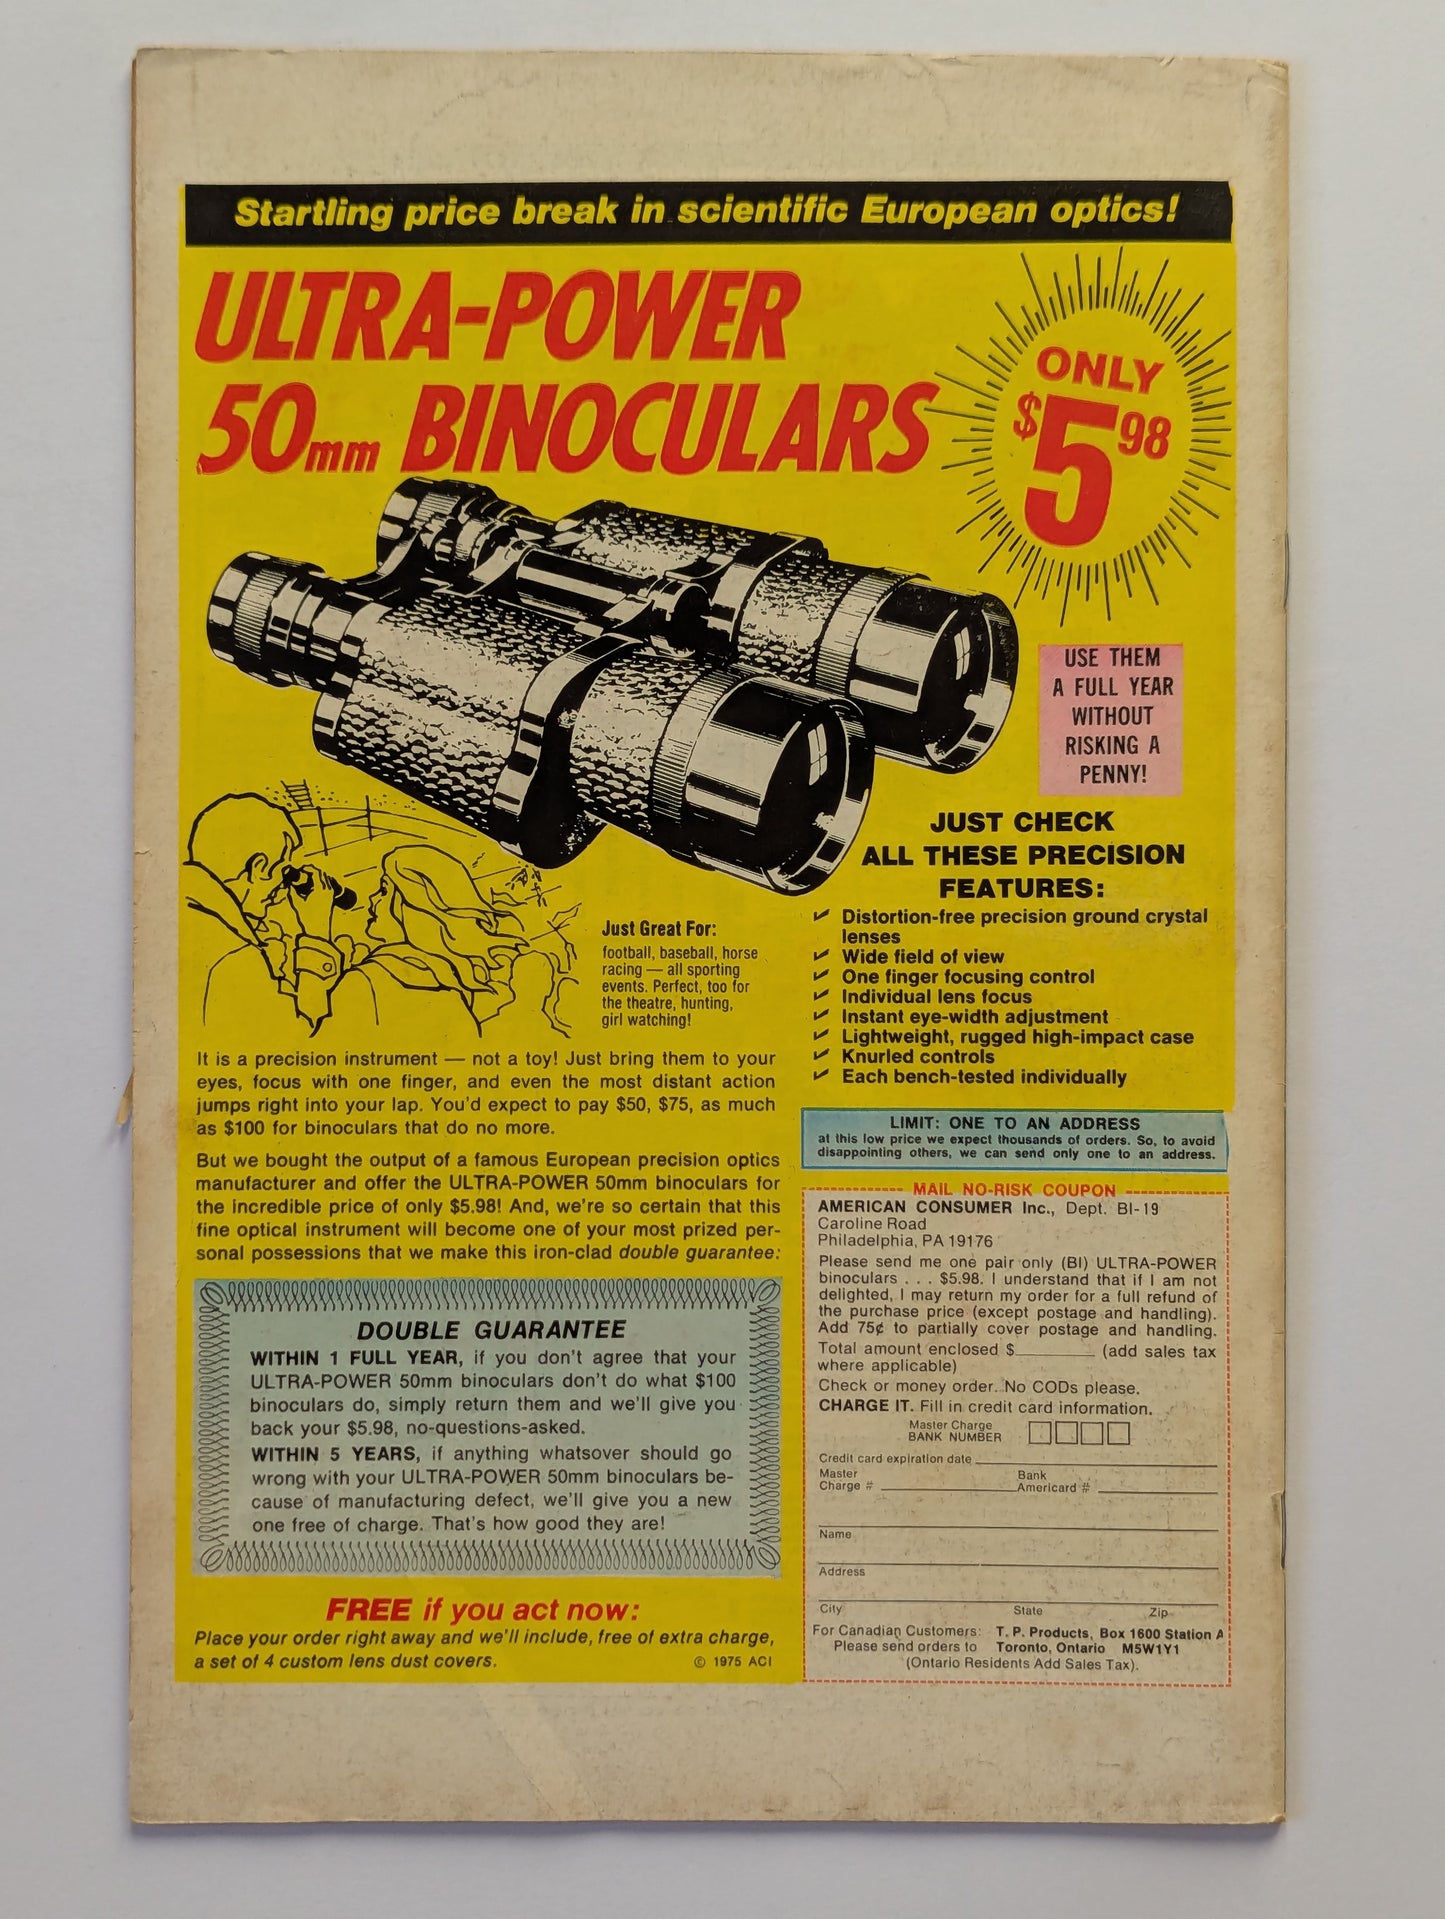 Startling price break in scientific European optics!
ULTRA-POWER
50mm BINOCULARS
ONLY
$5.98
USE THEM
A FULL YEAR
WITHOUT
RISKING A
PENNY!
JUST CHECK
ALL THESE PRECISION
FEATURES:
Distortion-free precision ground crystal
lenses
Wide field of view
One finger focusing control
Individual lens focus
Instant eye-width adjustment
Lightweight, rugged high-impact case
Knurled controls
Each bench-tested individually
Just Great For:
football, baseball, horse
racing — all sporting
events. Perfect, too for
the theatre, hunting,
girl watching!
It is a precision instrument — not a toy! Just bring them to your
eyes, focus with one finger, and even the most distant action
jumps right into your lap. You'd expect to pay $50, $75, as much
as $100 for binoculars that do no more.
But we bought the output of a famous European precision optics
manufacturer and offer the ULTRA-POWER 50mm binoculars for
the incredible price of only $5.98! And, we're so certain that this
fine optical instrument will become one of your most prized per-
sonal possessions that we make this iron-clad double guarantee:
DOUBLE GUARANTEE
WITHIN 1 FULL YEAR, if you don't agree that your
ULTRA-POWER 50mm binoculars don't do what $100
binoculars do, simply return them and we'll give you
back your $5.98, no-questions-asked.
WITHIN 5 YEARS, if anything whatsover should go
wrong with your ULTRA-POWER 50mm binoculars be-
cause of manufacturing defect, we'll give you a new
one free of charge. That's how good they are!
FREE if you act now:
Place your order right away and we'll include, free of extra charge,
a set of 4 custom lens dust covers.
© 1975 ACI
LIMIT: ONE TO AN ADDRESS
at this low price we expect thousands of orders. So, to avoid
disappointing others, we can send only one to an address.
MAIL NO-RISK COUPON
AMERICAN CONSUMER Inc., Dept. BI-19
Caroline Road
Philadelphia, PA 19176
Please send me one pair only (BI) ULTRA-POWER
binoculars . . . $5.98. I understand that if I am not
delighted, I may return my order for a full refund of
the purchase price (except postage and handling).
Add 75¢ to partially cover postage and handling.
Total amount enclosed $ (add sales tax
where applicable)
Check or money order. No CODs please.
CHARGE IT. Fill in credit card information.
Master Charge
BANK NUMBER
Credit card expiration date
Master
Charge #
Bank
Americard #
Name
Address
City State Zip
For Canadian Customers: T. P. Products, Box 1600 Station A
Please send orders to Toronto, Ontario M5W1Y1
(Ontario Residents Add Sales Tax).